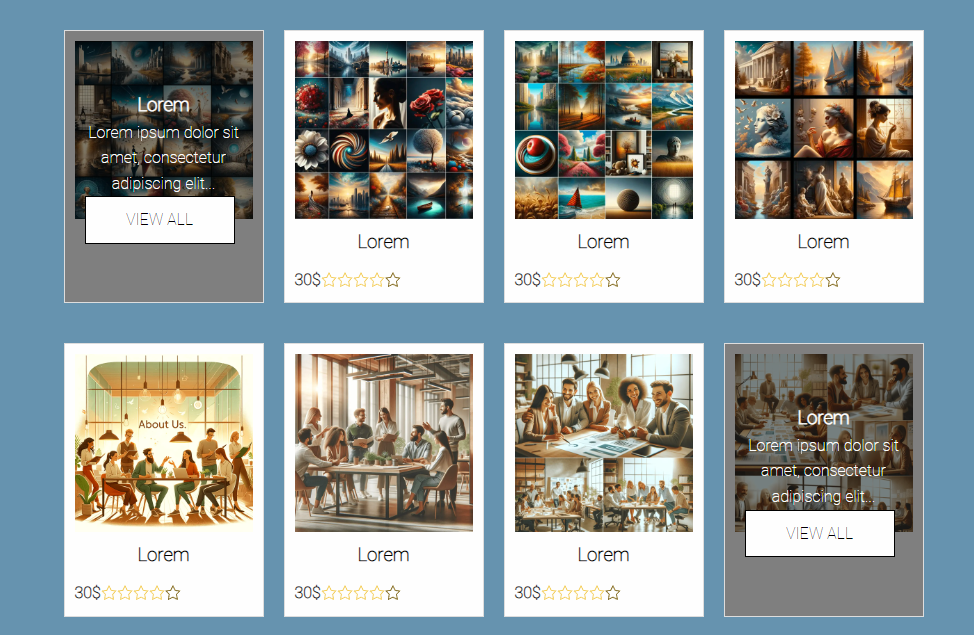 Lorem
Lorem ipsum dolor sit
amet, consectetur
adipiscing elit...
VIEW ALL
Lorem
30$
Lorem
30$
Lorem
30$
About Us.
Lorem
30$
Lorem
30$
Lorem
30$
Lorem
Lorem ipsum dolor sit
amet, consectetur
adipiscing elit...
VIEW ALL